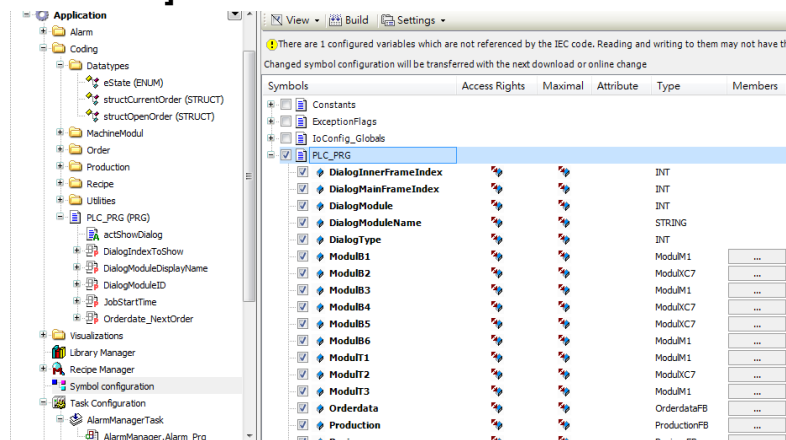 Application
Alarm
Coding
Datatypes
eState (ENUM)
structCurrentOrder (STRUCT)
structOpenOrder (STRUCT)
MachineModul
Order
Production
Recipe
Utilities
PLC_PRG (PRG)
actShowDialog
DialogIndexToShow
DialogModuleDisplayName
DialogModuleID
JobStartTime
Orderdate_NextOrder
Visualizations
Library Manager
Recipe Manager
Symbol configuration
Task Configuration
AlarmManagerTask
AlarmManager.Alarm_Prg
View Build Settings
There are 1 configured variables which are not referenced by the IEC code. Reading and writing to them may not have th
Changed symbol configuration will be transferred with the next download or online change
Symbols Access Rights Maximal Attribute Type Members
Constants
ExceptionFlags
IoConfig_Globals
PLC_PRG
DialogInnerFrameIndex INT
DialogMainFrameIndex INT
DialogModule INT
DialogModuleName STRING
DialogType INT
ModulB1 ModulM1 ...
ModulB2 ModulXC7 ...
ModulB3 ModulM1 ...
ModulB4 ModulXC7 ...
ModulB5 ModulXC7 ...
ModulB6 ModulM1 ...
ModulT1 ModulM1 ...
ModulT2 ModulXC7 ...
ModulT3 ModulM1 ...
Orderdata OrderdataFB ...
Production ProductionFB ...